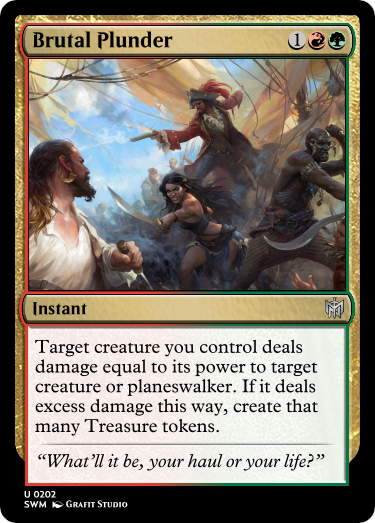 Brutal Plunder 1
Instant
Target creature you control deals
damage equal to its power to target
creature or planeswalker. If it deals
excess damage this way, create that
many Treasure tokens.
“What’ll it be, your haul or your life?”
U 0202
SWM Grafit Studio